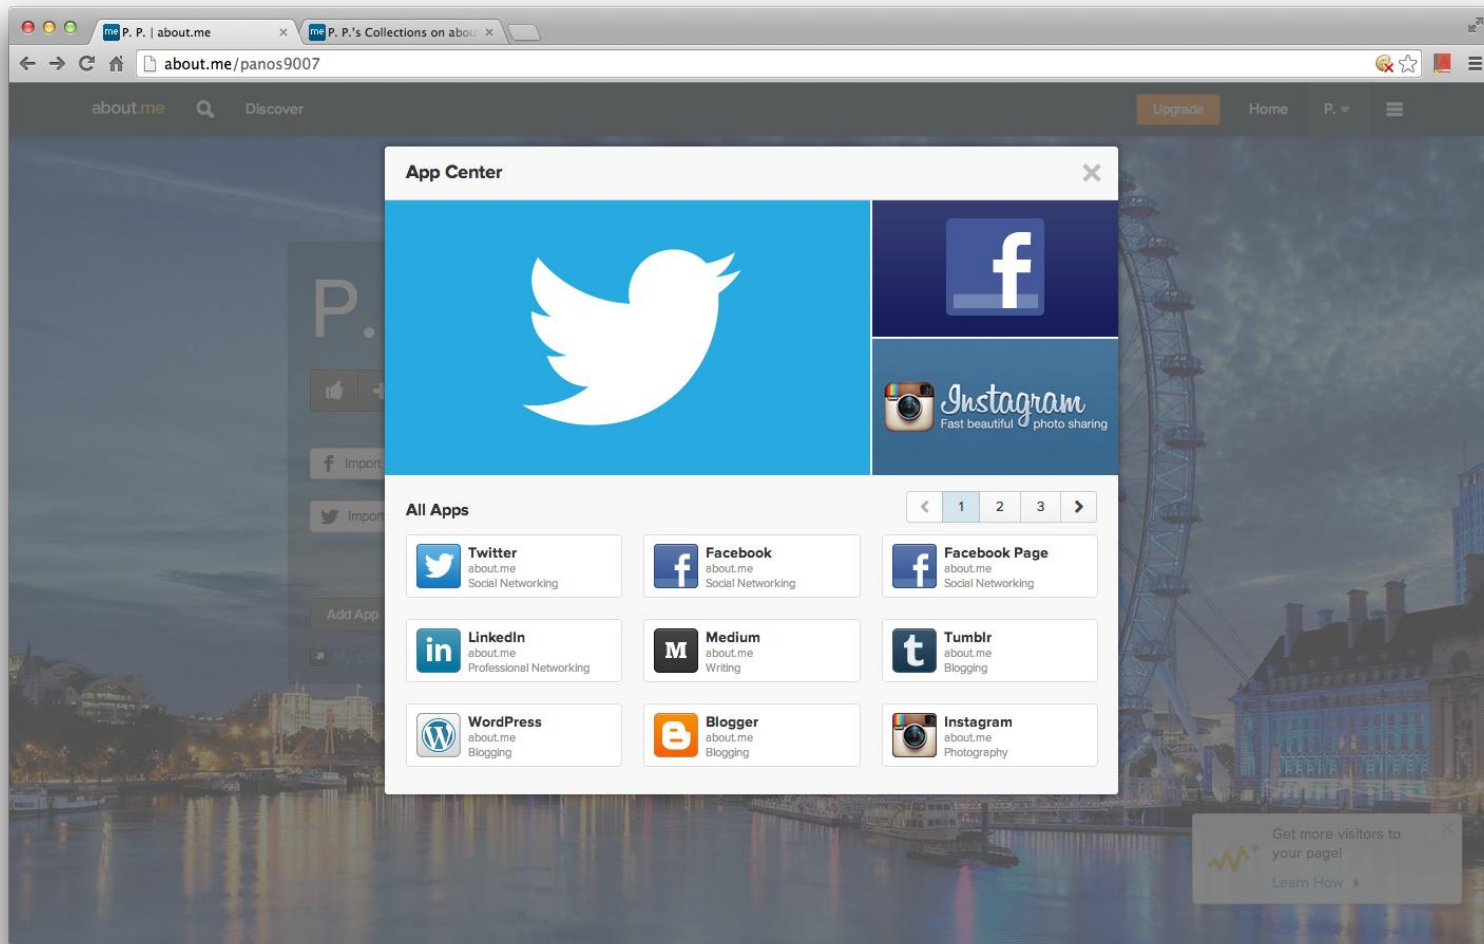 me P. P. | about.me
me P. P.'s Collections on abou
about.me/panos9007
about.me
Discover
Upgrade
Home
P.
App Center
P.
f
Instagram
Fast beautiful photo sharing
f Import
Import
All Apps
1 2 3
Twitter
about.me
Social Networking
f
Facebook
about.me
Social Networking
f
Facebook Page
about.me
Social Networking
Add App
in
LinkedIn
about.me
Professional Networking
M
Medium
about.me
Writing
t
Tumblr
about.me
Blogging
WordPress
about.me
Blogging
Blogger
about.me
Blogging
Instagram
about.me
Photography
Get more visitors to
your page!
Learn How